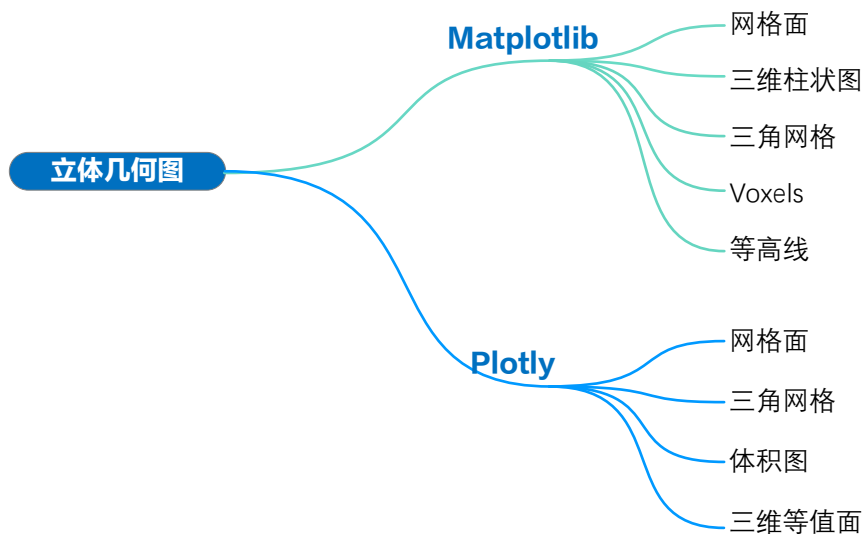 立体几何图
Matplotlib
网格面
三维柱状图
三角网格
Voxels
等高线
Plotly
网格面
三角网格
体积图
三维等值面